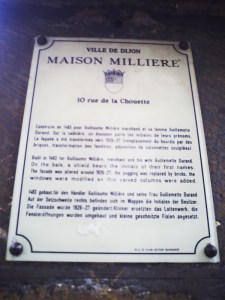 VILLE DE DIJON
MAISON MILLIERE
10 rue de la Chouette
Construite en 1483 pour Guillaume Millière marchand et sa femme Guillemette
Durand. Sur la sablière, un blasson porte les initiales de leurs prénoms.
La façade a été transformée vers 1926-27: remplacement du hourdis par des
briques, transformation des fenêtres, adjonction de colonnettes sculptées
Built in 1483 for Guillaume Millière, merchant and his wife Guillemette Durand.
On the balk, a shield bears the initials of their first names.
The facade was altered around 1926-27, the pugging was replaced by bricks, the
windows were modified and thin carved columns were added.
1483 gebaut für den Händler Guillaume Millière und seine Frau Guillemette Durand
Auf der Setzschwelle rechts, befinden sich im Wappen die Initialen der Besitzer.
Die Fassade wurde 1926-27, geändert: Klinker ersetzten das Lattenwerk, die
Fensteröffnungen wurden umgebaut und kleine geschnitzte Fialen angesetzt.